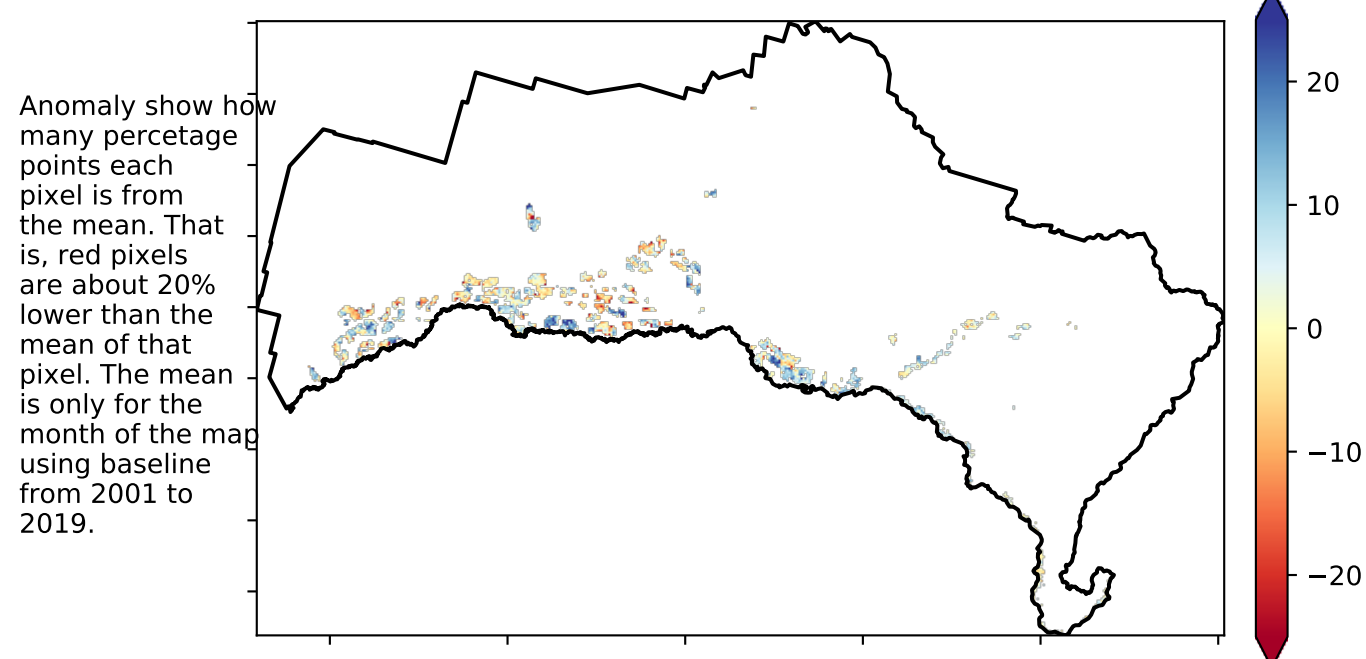 Anomaly show how
many percetage
points each
pixel is from
the mean. That
is, red pixels
are about 20%
lower than the
mean of that
pixel. The mean
is only for the
month of the map
using baseline
from 2001 to
2019.
20
10
0
−10
−20